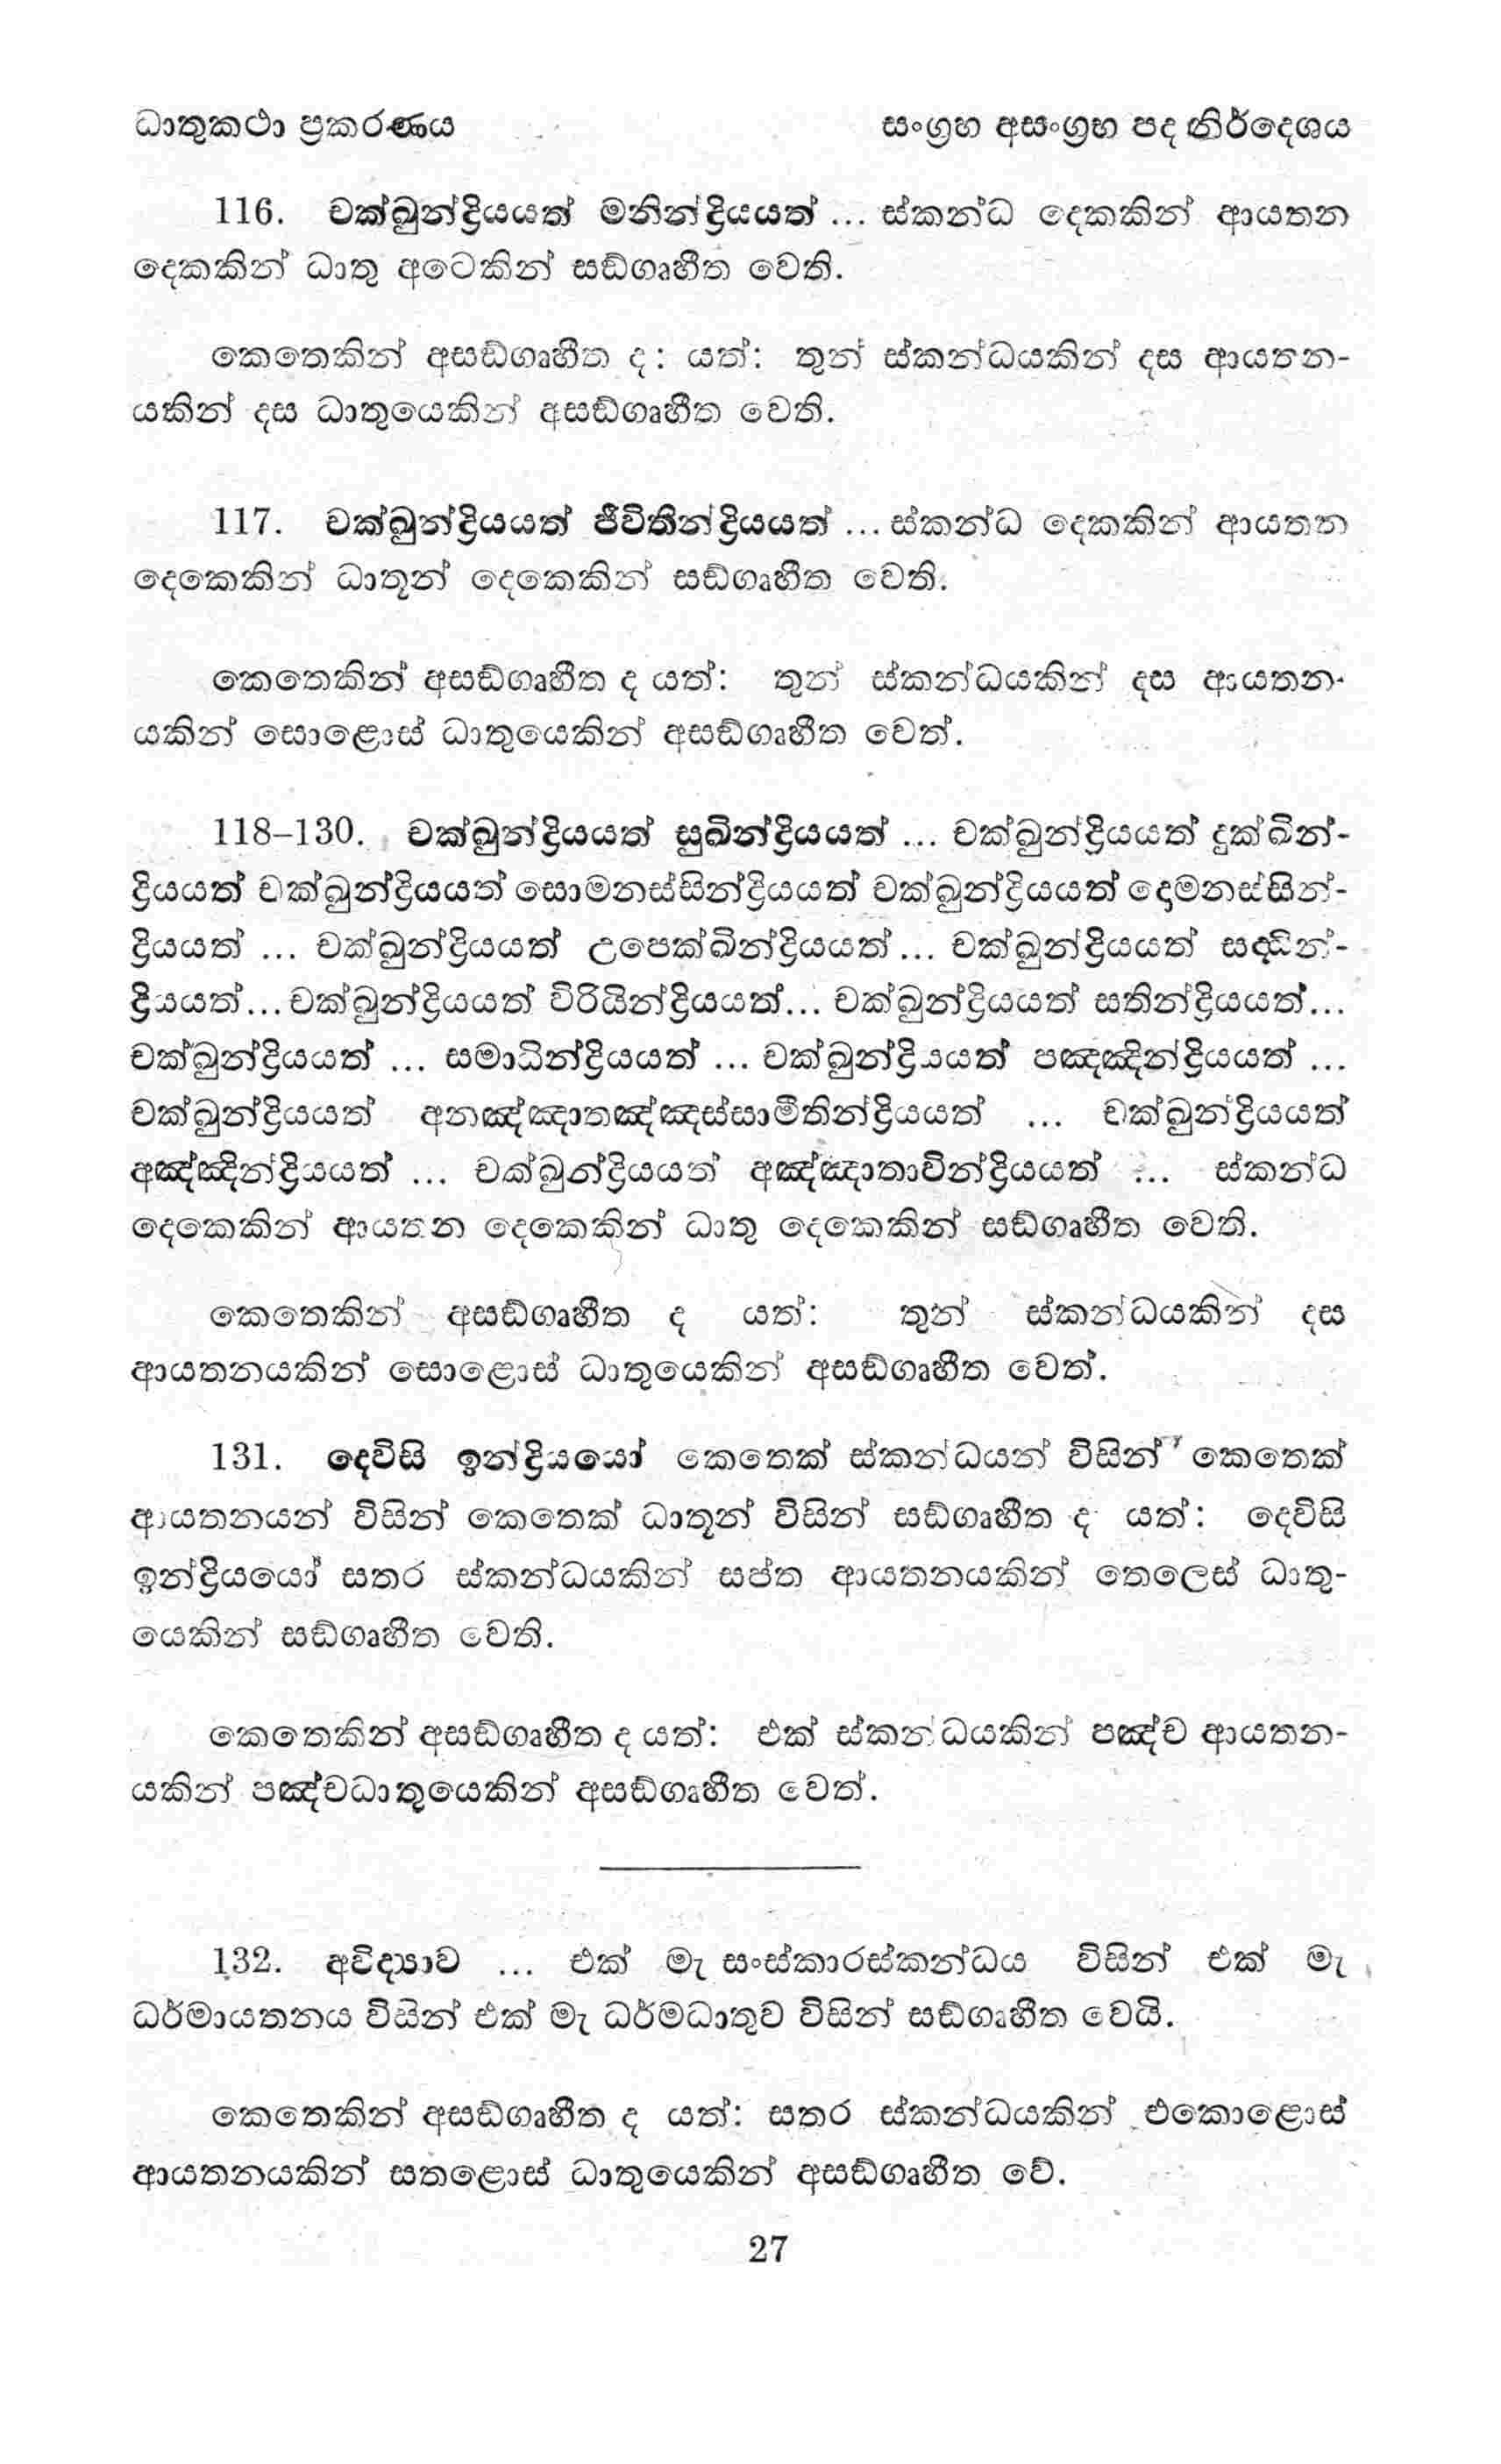 ධාතුකථා ප්‍රකරණය සංග්‍රහ අසංග්‍රහ පද නිර්දෙශය
116. චක්ඛුන්ද්‍රියයත් මනින්ද්‍රියයත් ... ස්කන්ධ දෙකකින් ආයතන
දෙකකින් ධාතු අටෙකින් සඞ්ගෘහීත වෙති.
කෙතෙකින් අසඞ්ගෘහීත ද: යත්: තුන් ස්කන්ධයකින් දස ආයතන-
යකින් දස ධාතුයෙකින් අසඞ්ගෘහීත වෙති.
117. චක්ඛුන්ද්‍රියයත් ජීවිතින්ද්‍රියයත් ... ස්කන්ධ දෙකකින් ආයතන
දෙකෙකින් ධාතූන් දෙකෙකින් සඞ්ගෘහීත වෙති.
කෙතෙකින් අසඞ්ගෘහීත ද යත්: තුන් ස්කන්ධයකින් දස ආයතන-
යකින් සොළොස් ධාතුයෙකින් අසඞ්ගෘහීත වෙත්.
118–130. චක්ඛුන්ද්‍රියයත් සුඛින්ද්‍රියයත් ... චක්ඛුන්ද්‍රියයත් දුක්ඛින්-
ද්‍රියයත් චක්ඛුන්ද්‍රියයත් සොමනස්සින්ද්‍රියයත් චක්ඛුන්ද්‍රියයත් දොමනස්සින්-
ද්‍රියයත් ... චක්ඛුන්ද්‍රියයත් උපෙක්ඛින්ද්‍රියයත් ... චක්ඛුන්ද්‍රියයත් සද්ධින්-
ද්‍රියයත්... චක්ඛුන්ද්‍රියයත් විරියින්ද්‍රියයත්... චක්ඛුන්ද්‍රියයත් සතින්ද්‍රියයත්...
චක්ඛුන්ද්‍රියයත් ... සමාධින්ද්‍රියයත් ... චක්ඛුන්ද්‍රියයත් පඤ්ඤින්ද්‍රියයත් ...
චක්ඛුන්ද්‍රියයත් අනඤ්ඤාතඤ්ඤස්සාමීතින්ද්‍රියයත් ... චක්ඛුන්ද්‍රියයත්
අඤ්ඤින්ද්‍රියයත් ... චක්ඛුන්ද්‍රියයත් අඤ්ඤාතාවින්ද්‍රියයත් ... ස්කන්ධ
දෙකෙකින් ආයතන දෙකෙකින් ධාතු දෙකෙකින් සඞ්ගෘහීත වෙති.
කෙතෙකින් අසඞ්ගෘහීත ද යත්: තුන් ස්කන්ධයකින් දස
ආයතනයකින් සොළොස් ධාතුයෙකින් අසඞ්ගෘහීත වෙත්.
131. දෙවිසි ඉන්ද්‍රියයෝ කෙතෙක් ස්කන්ධයන් විසින් කෙතෙක්
ආයතනයන් විසින් කෙතෙක් ධාතූන් විසින් සඞ්ගෘහීත ද යත්: දෙවිසි
ඉන්ද්‍රියයෝ සතර ස්කන්ධයකින් සප්ත ආයතනයකින් තෙලෙස් ධාතු-
යෙකින් සඞ්ගෘහීත වෙති.
කෙතෙකින් අසඞ්ගෘහීත ද යත්: එක් ස්කන්ධයකින් පඤ්ච ආයතන-
යකින් පඤ්චධාතුයෙකින් අසඞ්ගෘහීත වෙත්.
132. අවිද්‍යාව ... එක් මැ සංස්කාරස්කන්ධය විසින් එක් මැ
ධර්මායතනය විසින් එක් මැ ධර්මධාතුව විසින් සඞ්ගෘහීත වෙයි.
කෙතෙකින් අසඞ්ගෘහීත ද යත්: සතර ස්කන්ධයකින් එකොළොස්
ආයතනයකින් සතළොස් ධාතුයෙකින් අසඞ්ගෘහීත වේ.
27